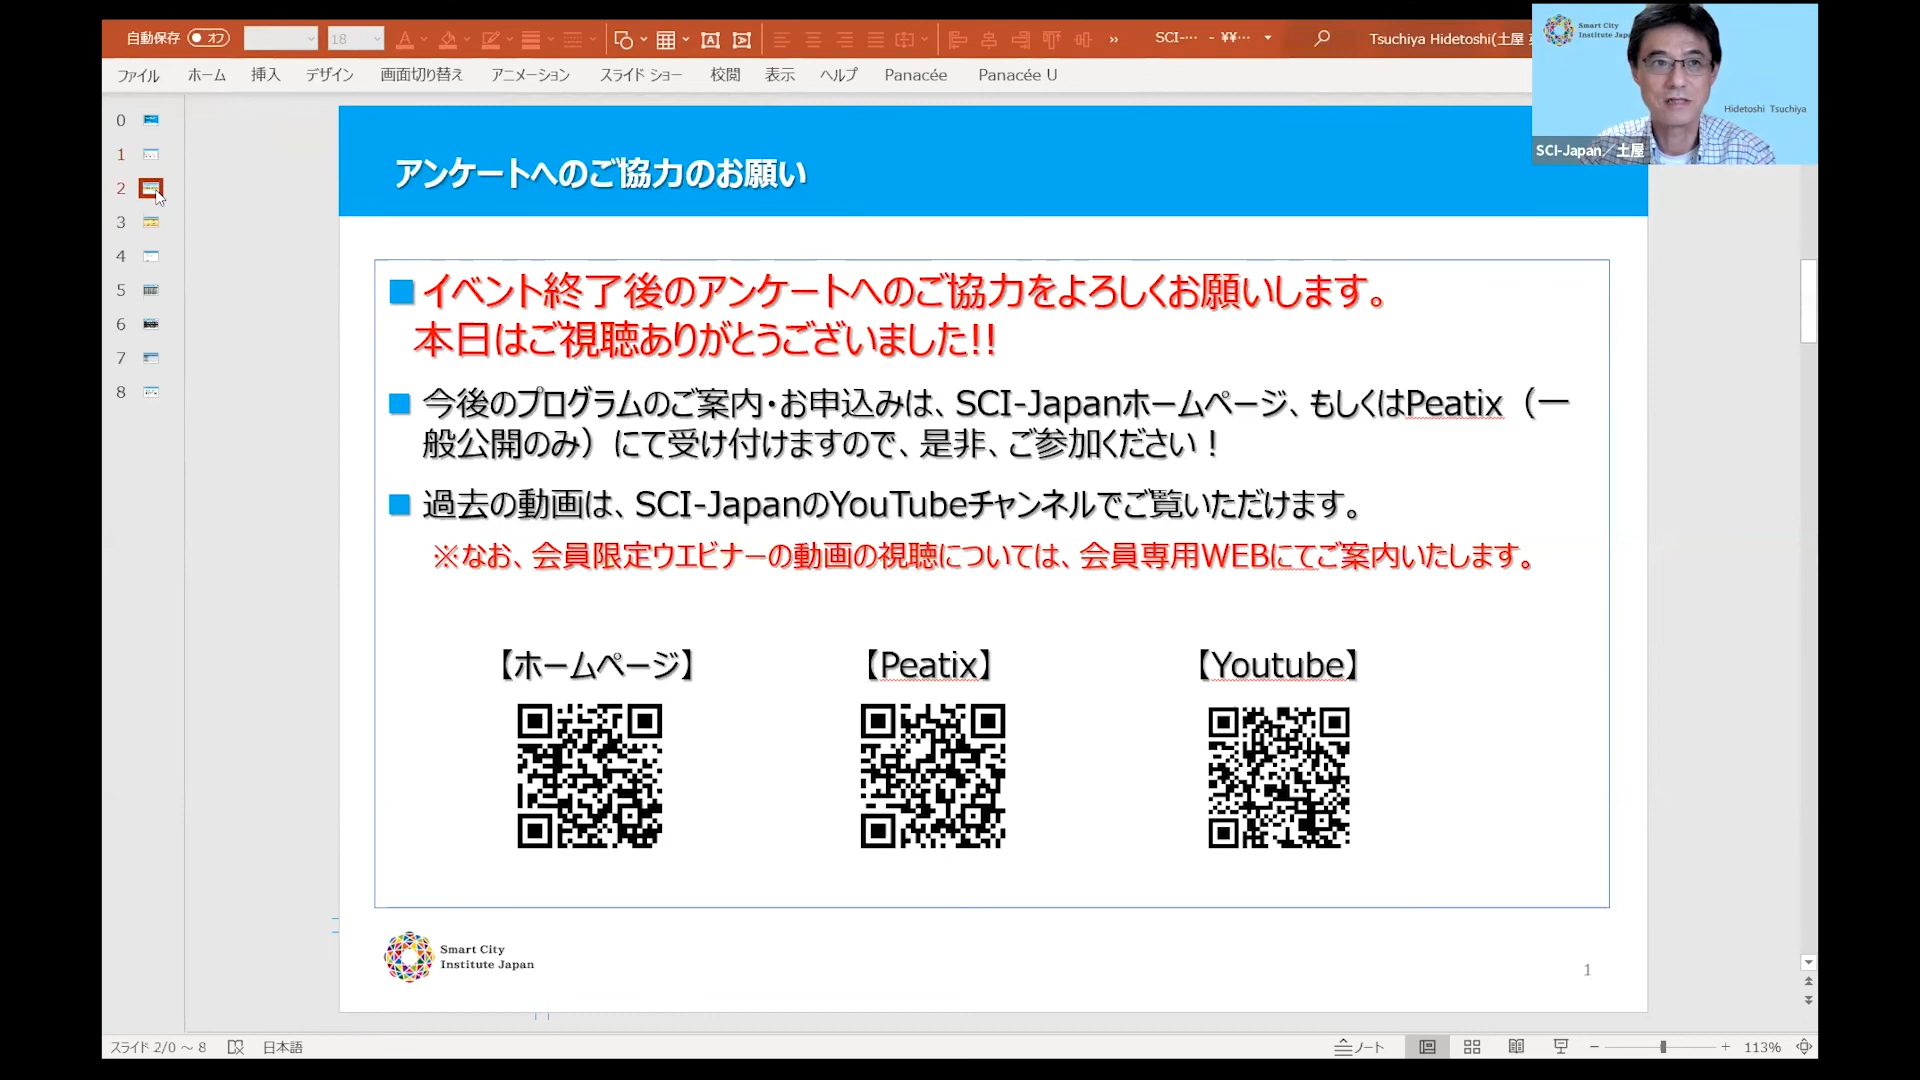 自動保存 オフ
18
SCI-… - ¥¥…
Tsuchiya Hidetoshi(土屋
ファイル ホーム 挿入 デザイン 画面切り替え アニメーション スライド ショー 校閲 表示 ヘルプ Panacée Panacée U
Smart City
Institute Japan
Hidetoshi Tsuchiya
SCI-Japan／土屋
0
1
2
3
4
5
6
7
8
アンケートへのご協力のお願い
■イベント終了後のアンケートへのご協力をよろしくお願いします。
本日はご視聴ありがとうございました!!
■ 今後のプログラムのご案内・お申込みは、SCI-Japanホームページ、もしくはPeatix（一
般公開のみ）にて受け付けますので、是非、ご参加ください！
■ 過去の動画は、SCI-JapanのYouTubeチャンネルでご覧いただけます。
※なお、会員限定ウエビナーの動画の視聴については、会員専用WEBにてご案内いたします。
【ホームページ】 【Peatix】 【Youtube】
Smart City
Institute Japan
1
スライド 2/0 ～ 8 日本語 ノート 113%